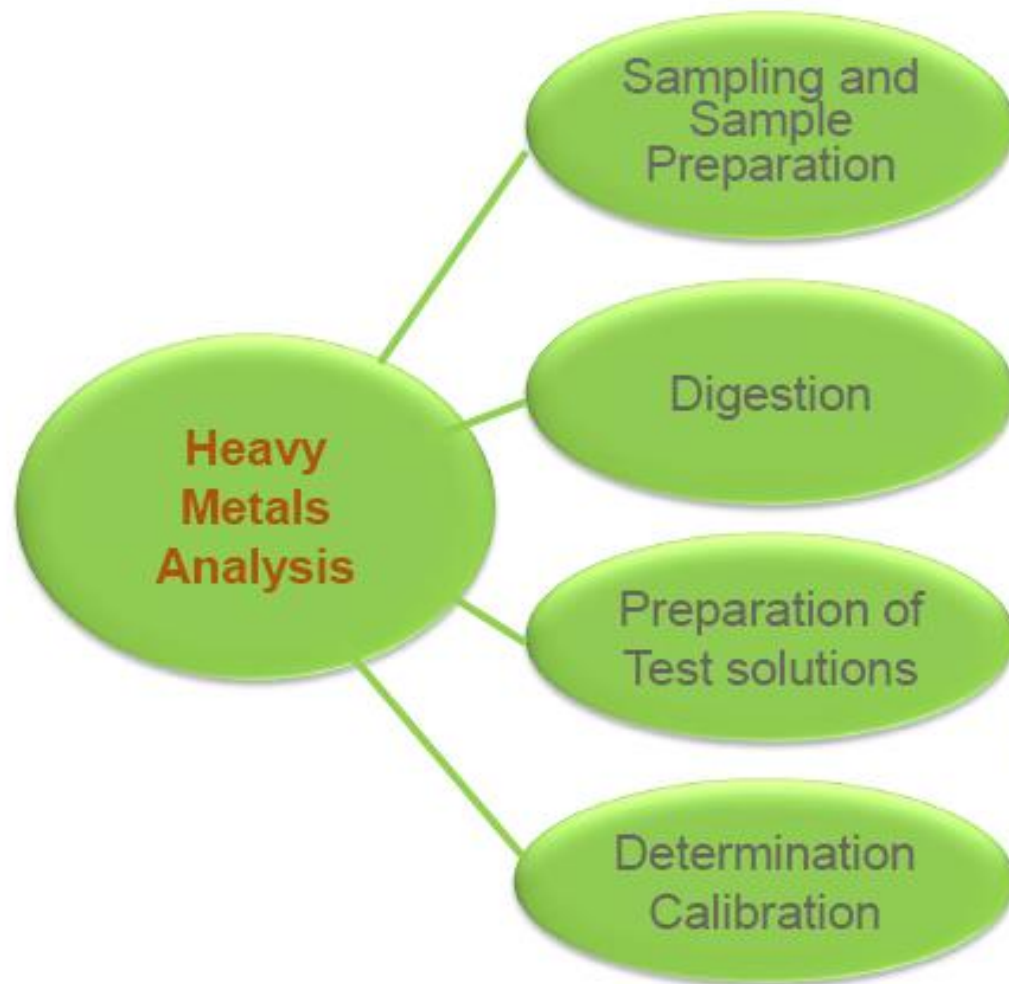 Sampling and
Sample
Preparation
Digestion
Heavy
Metals
Analysis
Preparation of
Test solutions
Determination
Calibration